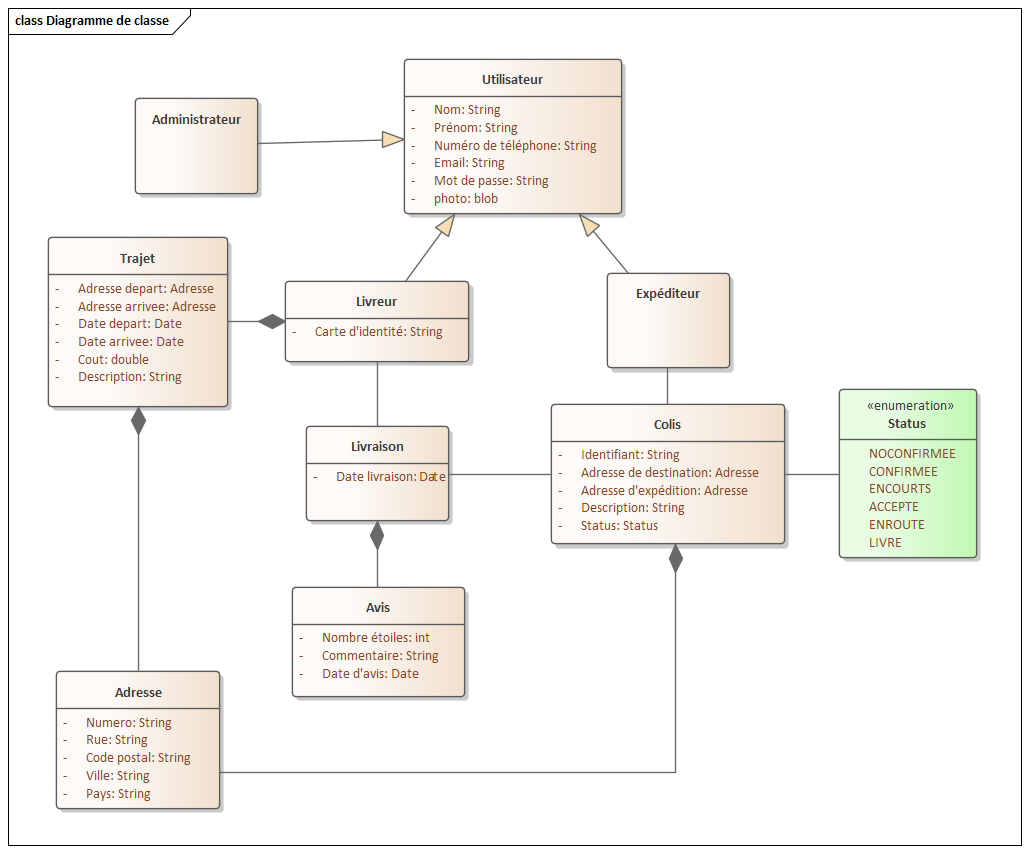 class Diagramme de classe
Utilisateur
- Nom: String
- Prénom: String
- Numéro de téléphone: String
- Email: String
- Mot de passe: String
- photo: blob
Administrateur
Trajet
- Adresse depart: Adresse
- Adresse arrivee: Adresse
- Date depart: Date
- Date arrivee: Date
- Cout: double
- Description: String
Livreur
- Carte d'identité: String
Expéditeur
Livraison
- Date livraison: Date
Colis
- Identifiant: String
- Adresse de destination: Adresse
- Adresse d'expédition: Adresse
- Description: String
- Status: Status
«enumeration»
Status
NOCONFIRMEE
CONFIRMEE
ENCOURTS
ACCEPTE
ENROUTE
LIVRE
Avis
- Nombre étoiles: int
- Commentaire: String
- Date d'avis: Date
Adresse
- Numero: String
- Rue: String
- Code postal: String
- Ville: String
- Pays: String